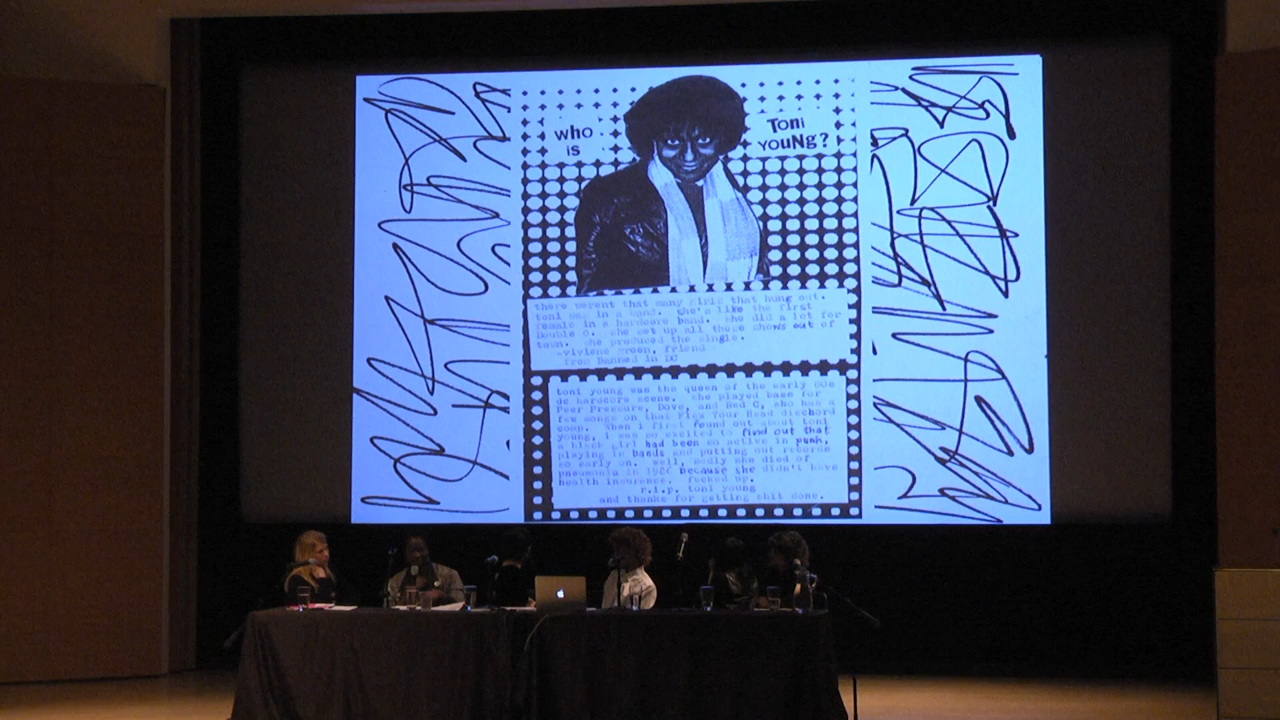 who
is
Toni
YouNg?
there werent that many girls that hung out.
toni was in a band. she's like the first
female in a hardcore band. she did a lot for
Double O. she set up all those shows out of
town. she produced the single.
-viviene green, friend
from Banned in DC
toni young was the queen of the early 80s
dc hardcore scene. she played bass for
Peer Pressure, Dove, and Red C, who has a
few songs on that Flex Your Head dischord
comp. When i first found out about toni
young, i was so excited to find out that
a black girl had been so active in punk,
playing in bands and putting out records
so early on. well, sadly she died of
pneumonia in 1986 because she didn't have
health insurance. fucked up.
r.i.p. toni young
and thanks for getting shit done.